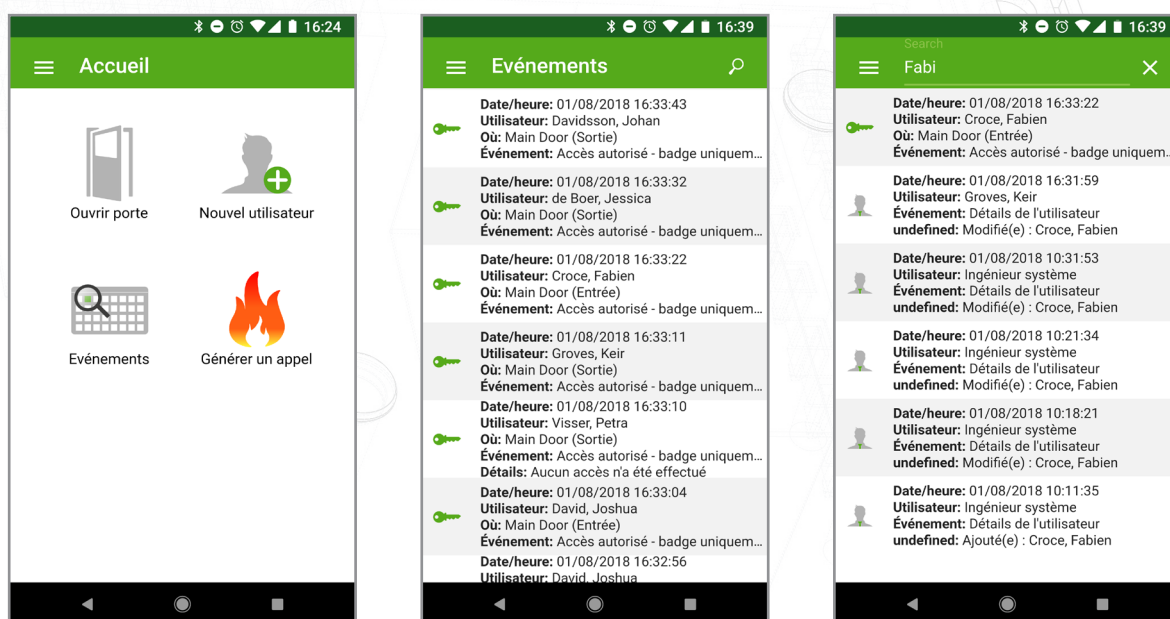 16:24
Accueil
Ouvrir porte
Nouvel utilisateur
Evénements
Générer un appel
16:39
Evénements
Date/heure: 01/08/2018 16:33:43
Utilisateur: Davidsson, Johan
Où: Main Door (Sortie)
Événement: Accès autorisé - badge uniquem...
Date/heure: 01/08/2018 16:33:32
Utilisateur: de Boer, Jessica
Où: Main Door (Sortie)
Événement: Accès autorisé - badge uniquem...
Date/heure: 01/08/2018 16:33:22
Utilisateur: Croce, Fabien
Où: Main Door (Entrée)
Événement: Accès autorisé - badge uniquem...
Date/heure: 01/08/2018 16:33:11
Utilisateur: Groves, Keir
Où: Main Door (Sortie)
Événement: Accès autorisé - badge uniquem...
Date/heure: 01/08/2018 16:33:10
Utilisateur: Visser, Petra
Où: Main Door (Sortie)
Événement: Accès autorisé - badge uniquem...
Détails: Aucun accès n'a été effectué
Date/heure: 01/08/2018 16:33:04
Utilisateur: David, Joshua
Où: Main Door (Entrée)
Événement: Accès autorisé - badge uniquem...
Date/heure: 01/08/2018 16:32:56
Utilisateur: David, Joshua
16:39
Search
Fabi
Date/heure: 01/08/2018 16:33:22
Utilisateur: Croce, Fabien
Où: Main Door (Entrée)
Événement: Accès autorisé - badge uniquem...
Date/heure: 01/08/2018 16:31:59
Utilisateur: Groves, Keir
Événement: Détails de l'utilisateur
undefined: Modifié(e) : Croce, Fabien
Date/heure: 01/08/2018 10:31:53
Utilisateur: Ingénieur système
Événement: Détails de l'utilisateur
undefined: Modifié(e) : Croce, Fabien
Date/heure: 01/08/2018 10:21:34
Utilisateur: Ingénieur système
Événement: Détails de l'utilisateur
undefined: Modifié(e) : Croce, Fabien
Date/heure: 01/08/2018 10:18:21
Utilisateur: Ingénieur système
Événement: Détails de l'utilisateur
undefined: Modifié(e) : Croce, Fabien
Date/heure: 01/08/2018 10:11:35
Utilisateur: Ingénieur système
Événement: Détails de l'utilisateur
undefined: Ajouté(e) : Croce, Fabien